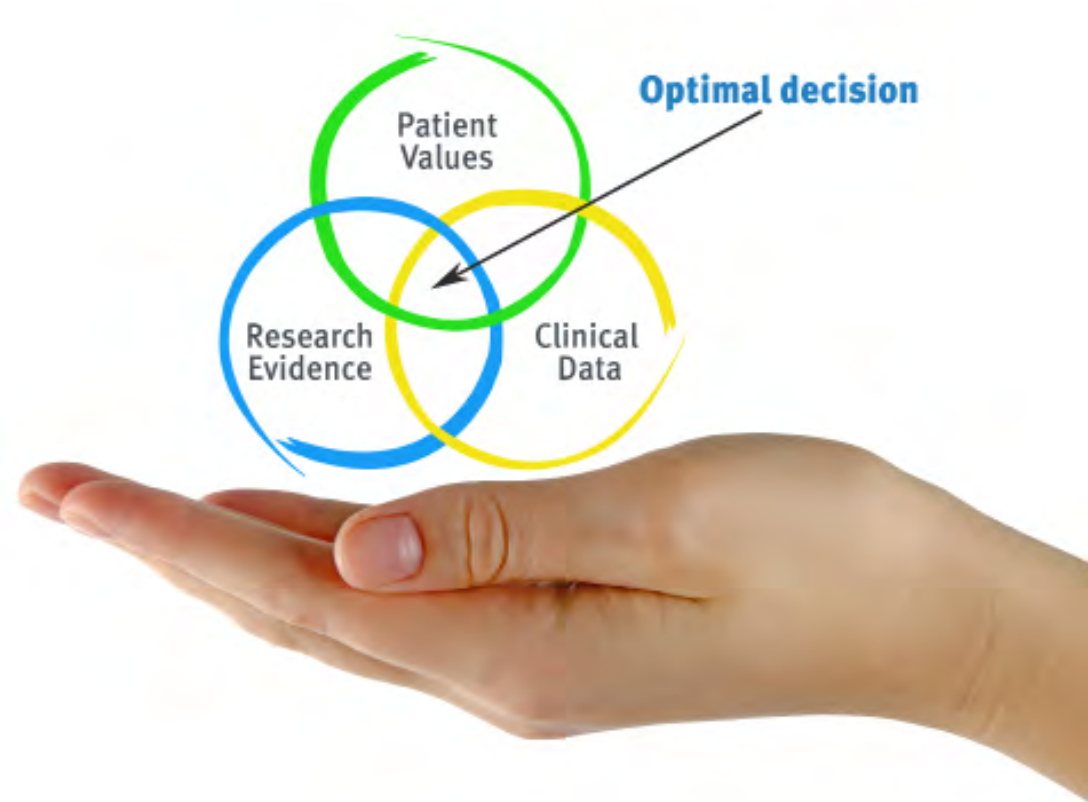 Optimal decision
Patient
Values
Research
Evidence
Clinical
Data